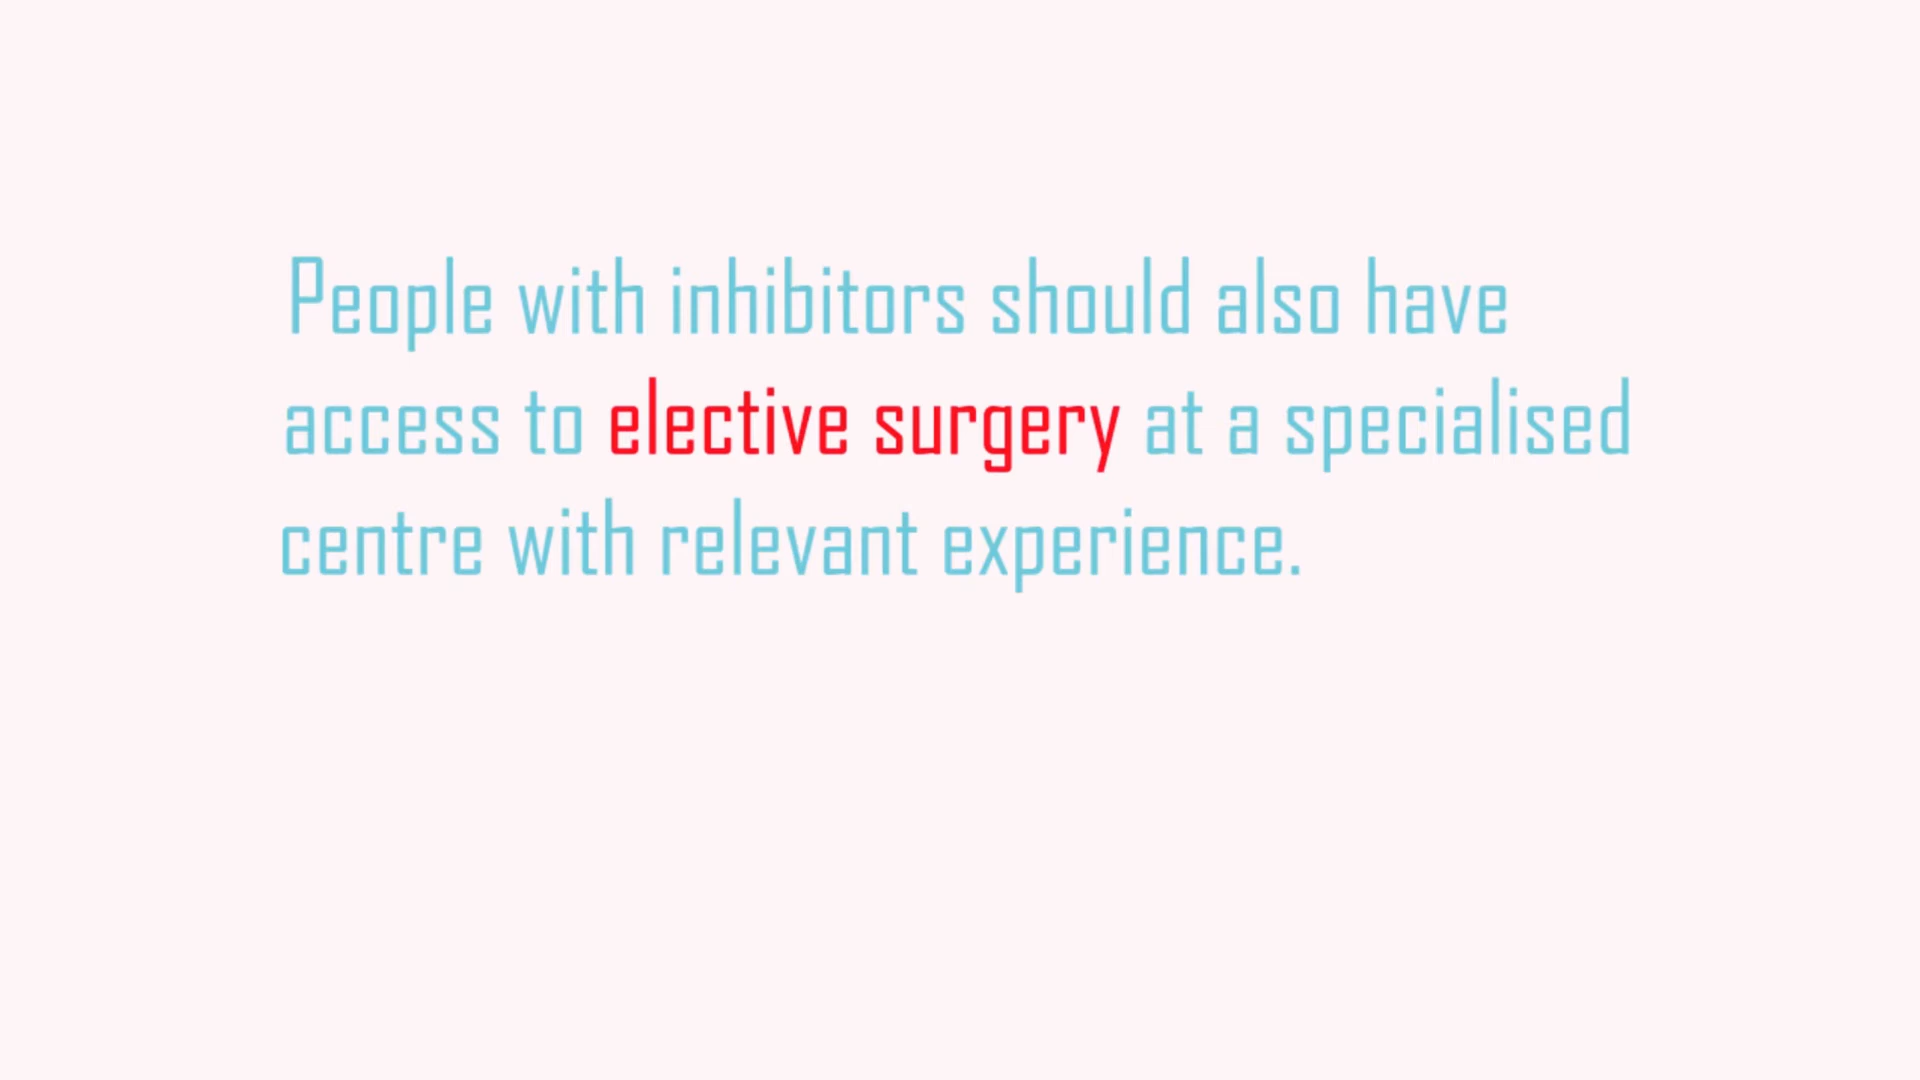 People with inhibitors should also have
access to elective surgery at a specialised
centre with relevant experience.